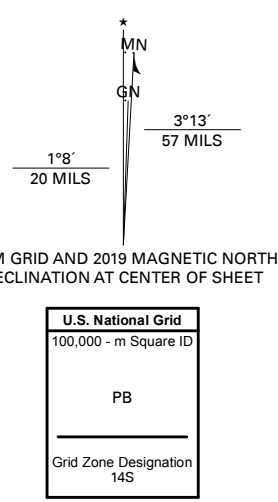 ★
MN
GN
3°13´
57 MILS
1°8´
20 MILS
M GRID AND 2019 MAGNETIC NORTH
ECLINATION AT CENTER OF SHEET
U.S. National Grid
100,000 - m Square ID
PB
Grid Zone Designation
14S